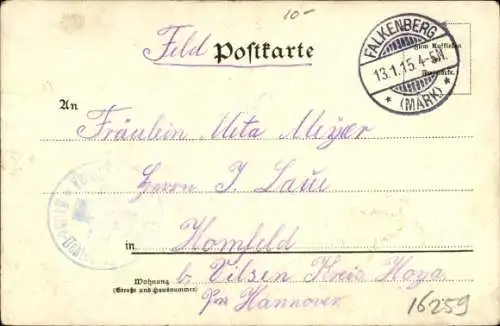 10-
Feld Postkarte
FALKENBERG
13.1.15.4-5N.
* (MARK) *
An
Fräulein Meta Meyer
Herrn J. Laue
in Homfeld
Wohnung
(Straße und Hausnummer)
b. Vilsen Kreis Hoya
Hannover
16259